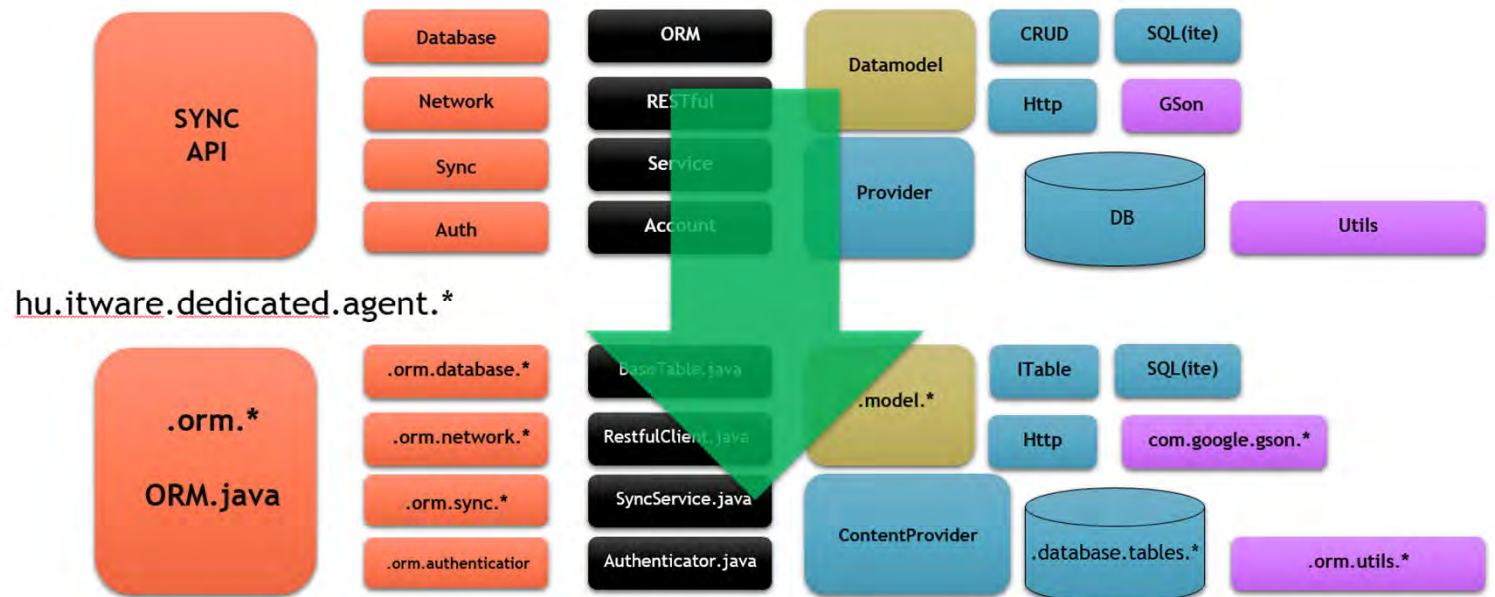 SYNC
API
Database
Network
Sync
Auth
ORM
RESTful
Service
Account
Datamodel
Provider
CRUD
SQL(ite)
Http
GSon
DB
Utils
hu.itware.dedicated.agent.*
.orm.*
ORM.java
.orm.database.*
.orm.network.*
.orm.sync.*
.orm.authenticatior
BaseTable.java
RestfulClient.java
SyncService.java
Authenticator.java
.model.*
ContentProvider
ITable
SQL(ite)
Http
com.google.gson.*
.database.tables.*
.orm.utils.*